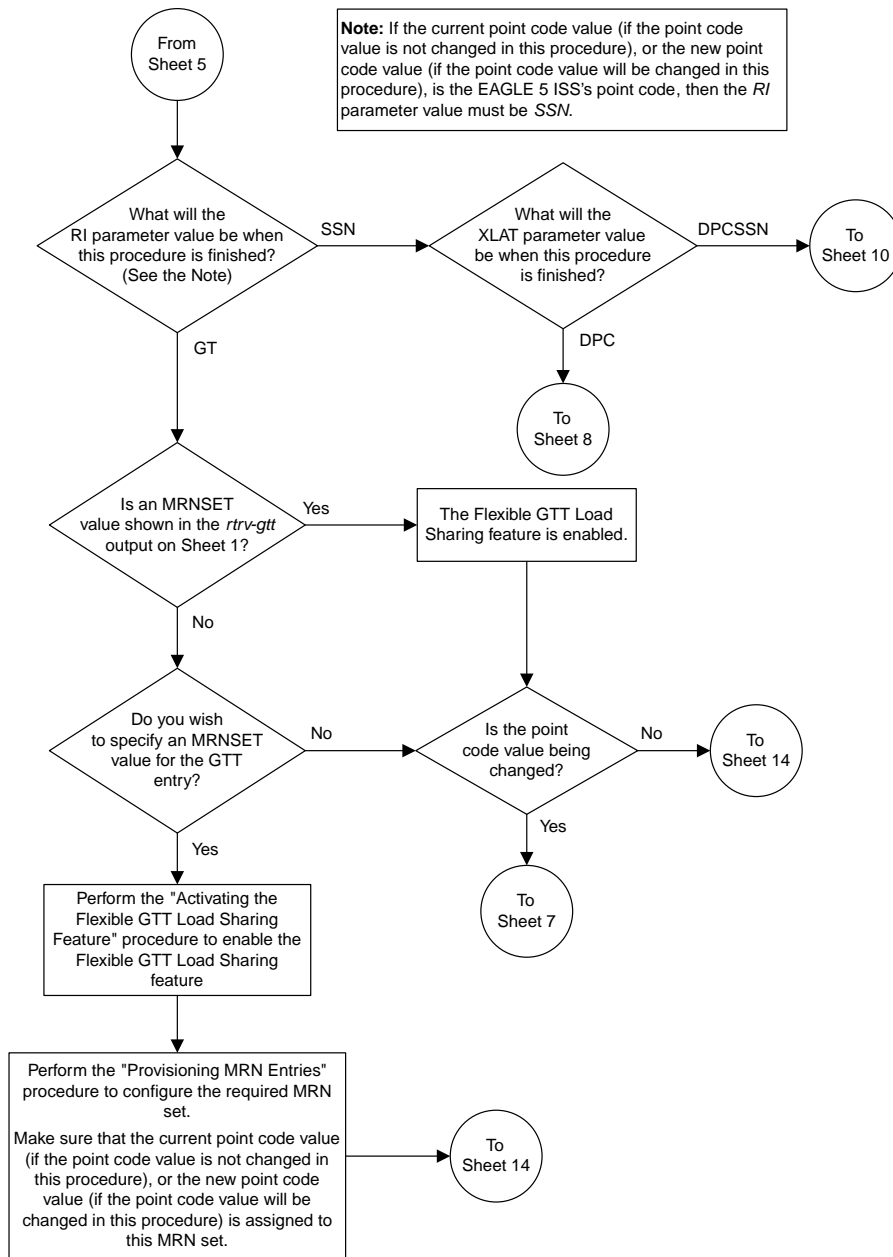 From
Sheet 5
Note: If the current point code value (if the point code
value is not changed in this procedure), or the new point
code value (if the point code value will be changed in this
procedure), is the EAGLE 5 ISS's point code, then the RI
parameter value must be SSN.
What will the
RI parameter value be when
this procedure is finished?
(See the Note)
SSN
What will the
XLAT parameter value
be when this procedure
is finished?
DPCSSN
To
Sheet 10
GT
DPC
To
Sheet 8
Is an MRNSET
value shown in the rtrv-gtt
output on Sheet 1?
Yes
The Flexible GTT Load
Sharing feature is enabled.
No
Do you wish
to specify an MRNSET
value for the GTT
entry?
No
Is the point
code value being
changed?
No
To
Sheet 14
Yes
Yes
To
Sheet 7
Perform the "Activating the
Flexible GTT Load Sharing
Feature" procedure to enable the
Flexible GTT Load Sharing
feature
Perform the "Provisioning MRN Entries"
procedure to configure the required MRN
set.
Make sure that the current point code value
(if the point code value is not changed in
this procedure), or the new point code
value (if the point code value will be
changed in this procedure) is assigned to
this MRN set.
To
Sheet 14